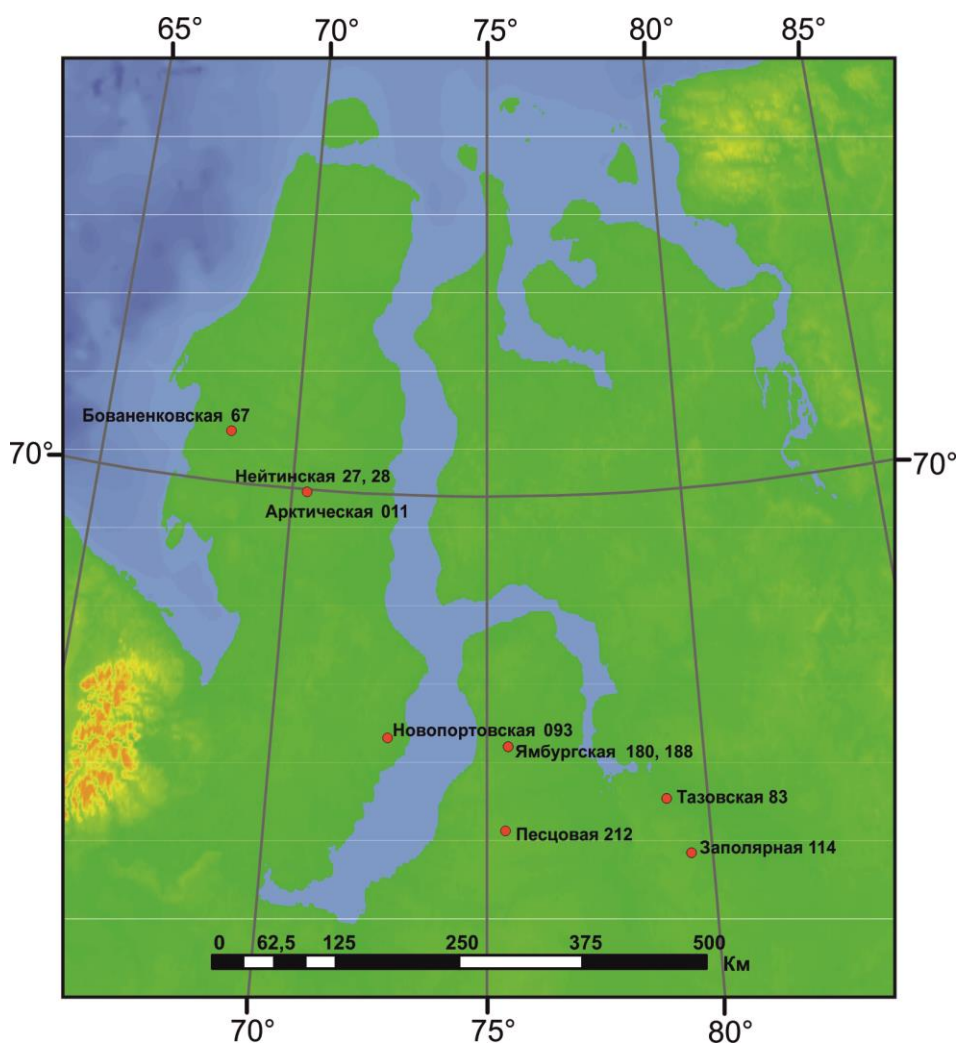 65° 70° 75° 80° 85°
Бованенковская 67
70° 70°
Нейтинская 27, 28
Арктическая 011
Новопортовская 093
Ямбургская 180, 188
Тазовская 83
Песцовая 212
Заполярная 114
0 62,5 125 250 375 500
Км
70° 75° 80°